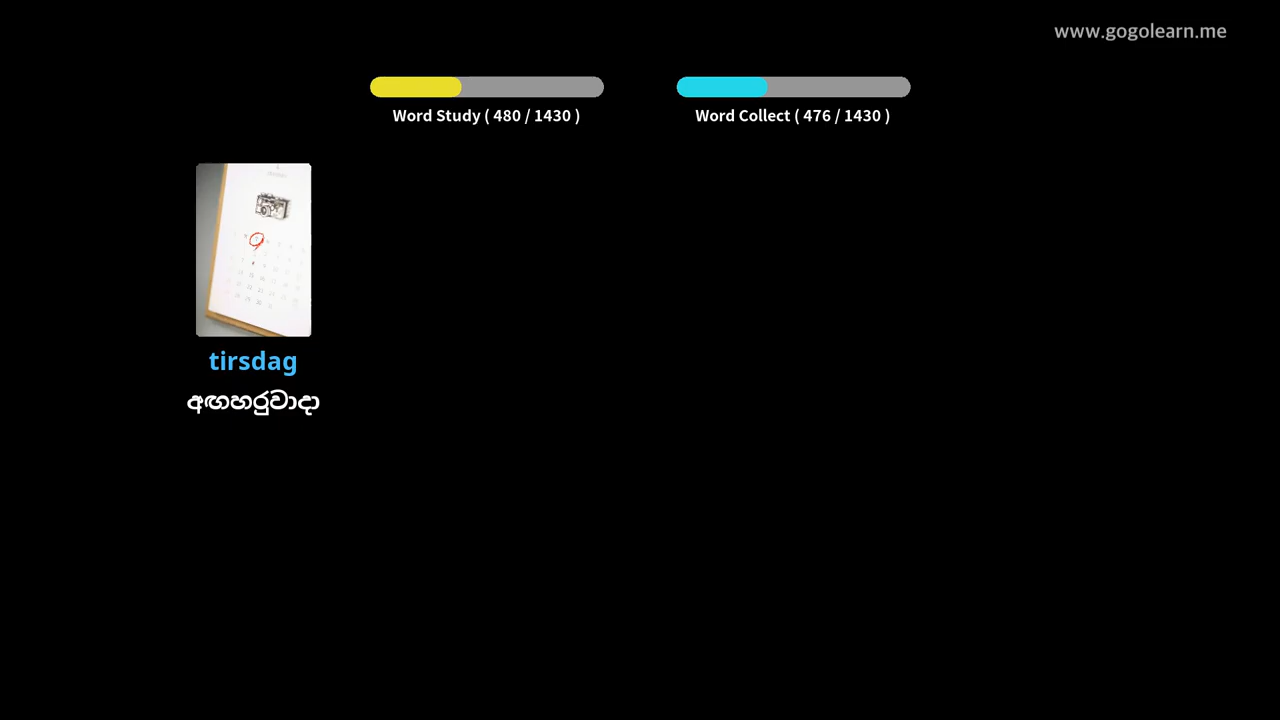 www.gogolearn.me
Word Study ( 480 / 1430 )
Word Collect ( 476 / 1430 )
tirsdag
අඟහරුවාදා